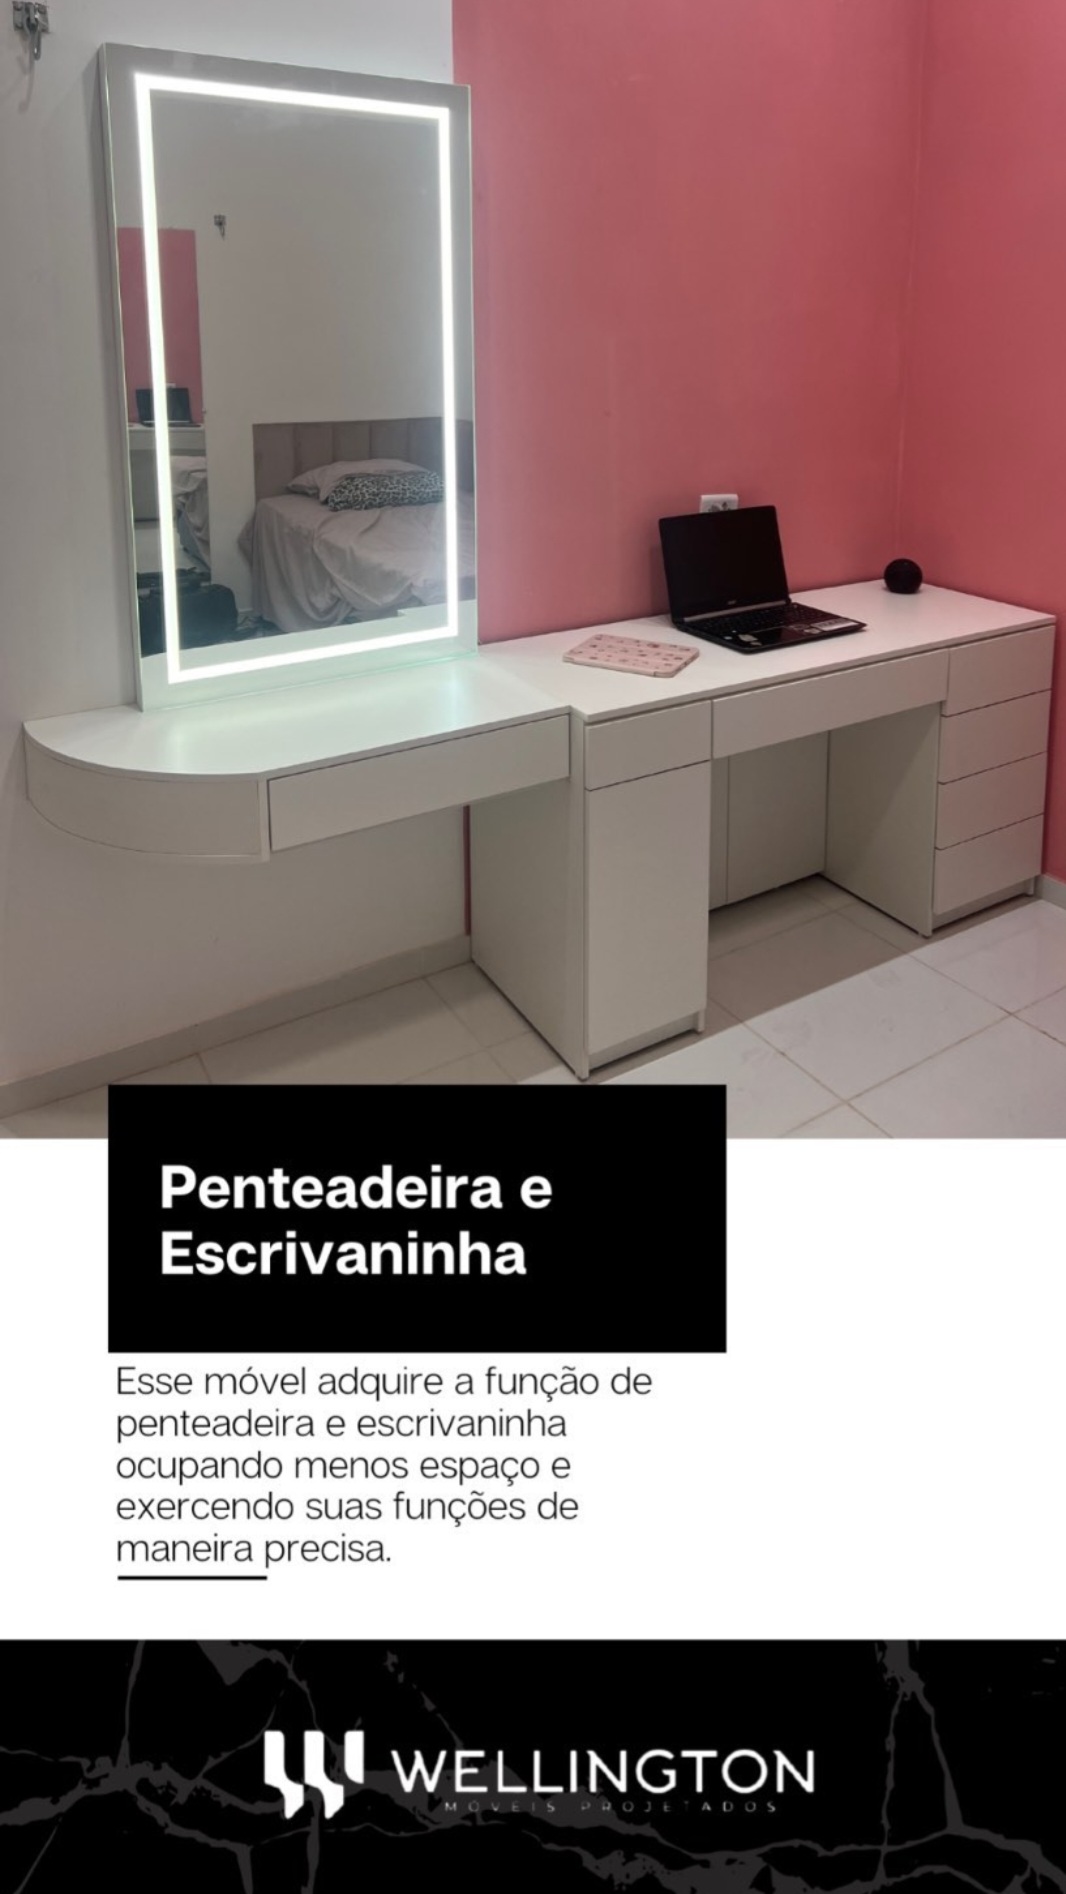 Penteadeira e
Escrivaninha
Esse móvel adquire a função de
penteadeira e escrivaninha
ocupando menos espaço e
exercendo suas funções de
maneira precisa.
WELLINGTON
MÓVEIS PROJETADOS